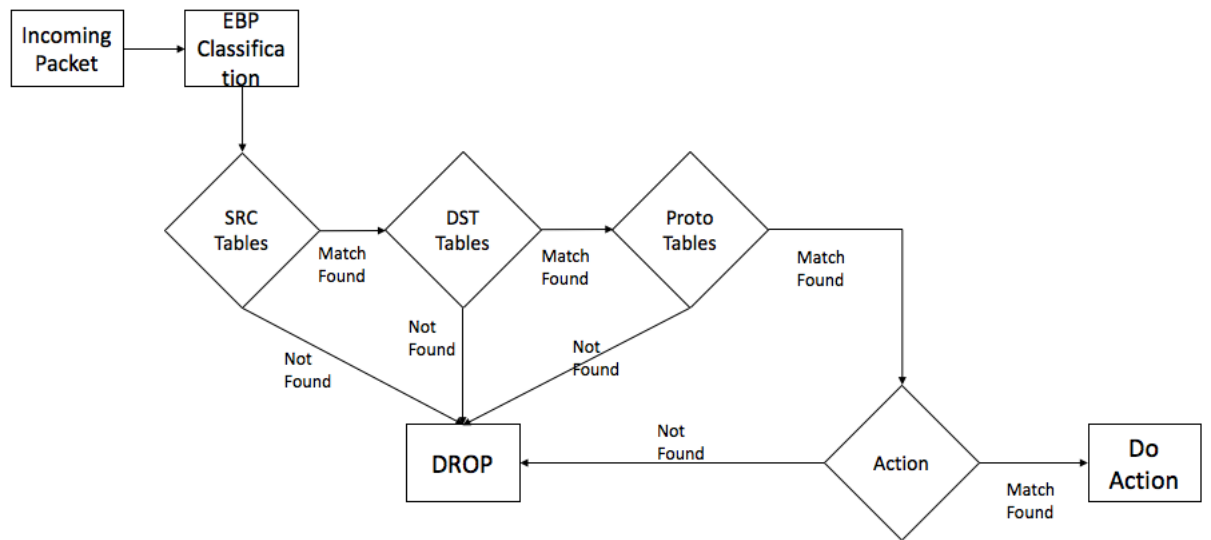 Incoming
Packet
EBP
Classifica
tion
SRC
Tables
Match
Found
DST
Tables
Match
Found
Proto
Tables
Match
Found
Not
Found
Not
Found
Not
Found
DROP
Not
Found
Action
Match
Found
Do
Action